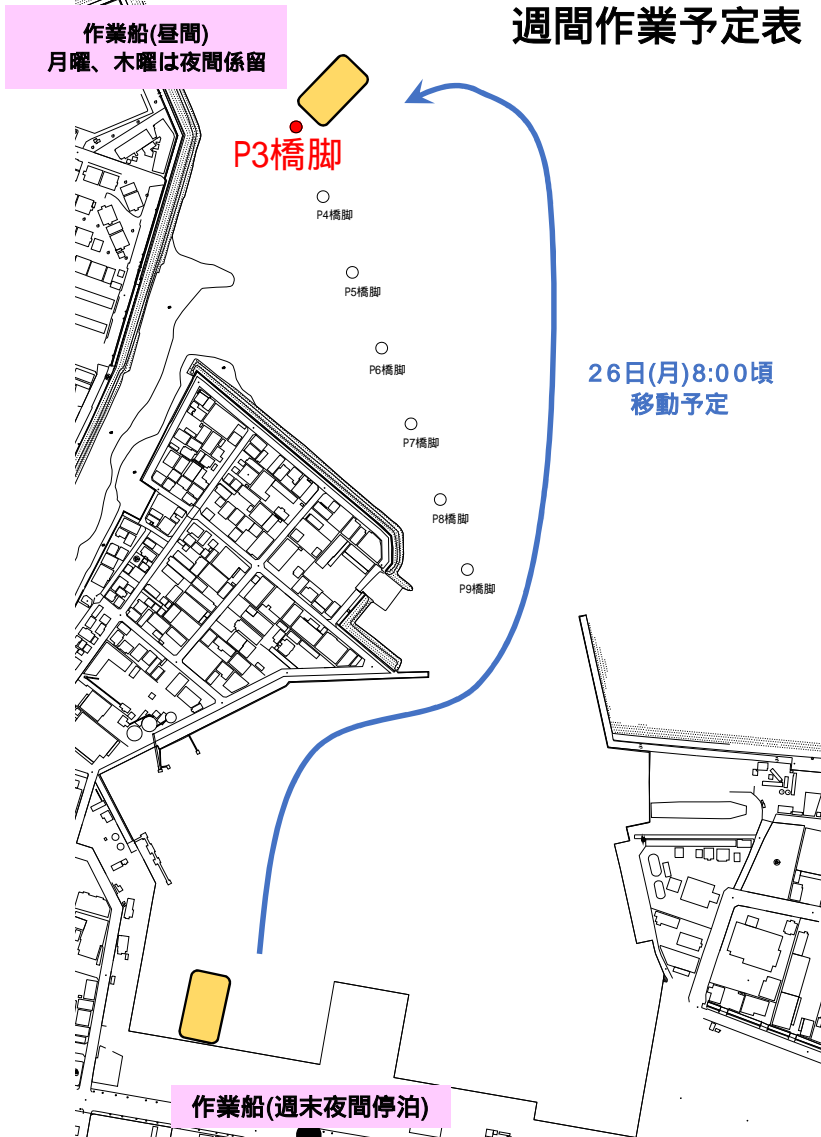 週間作業予定表
作業船(昼間)
月曜、木曜は夜間係留
P3橋脚
P4橋脚
P5橋脚
P6橋脚
26日(月)8:00頃
移動予定
P7橋脚
P8橋脚
P9橋脚
作業船(週末夜間停泊)